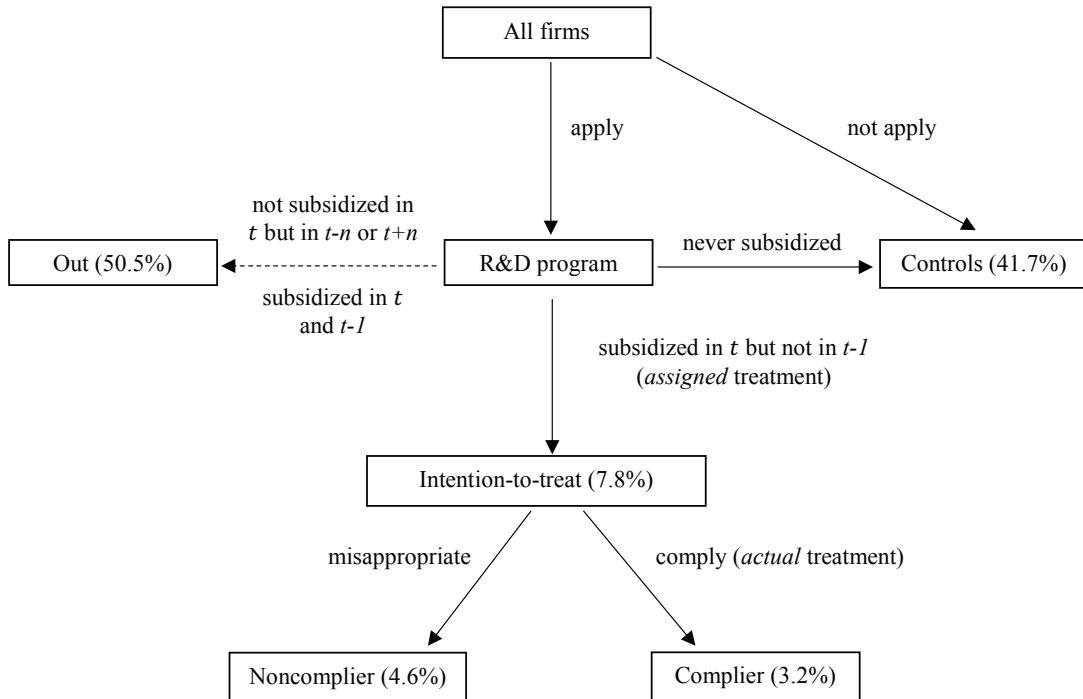 All firms
apply
not apply
not subsidized in
t but in t-n or t+n
Out (50.5%)
R&D program
never subsidized
Controls (41.7%)
subsidized in t
and t-1
subsidized in t but not in t-1
(assigned treatment)
Intention-to-treat (7.8%)
misappropriate
comply (actual treatment)
Noncomplier (4.6%)
Complier (3.2%)